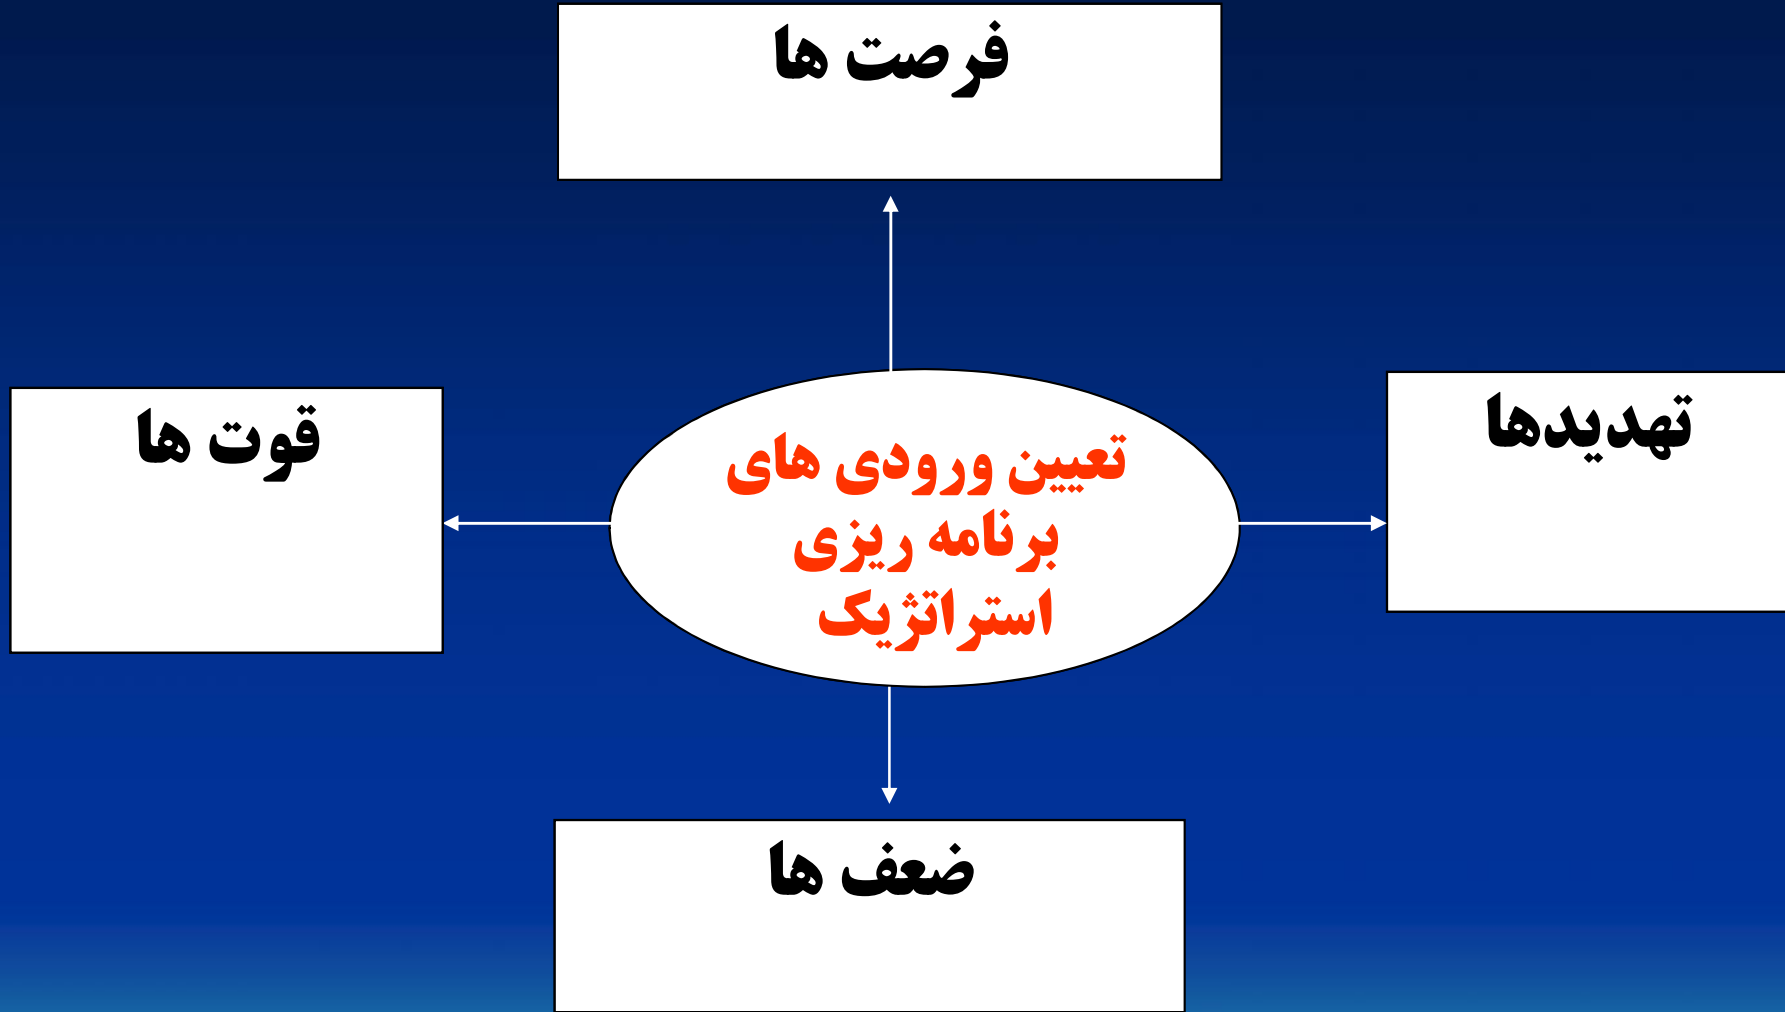 فرصت ها
تهدیدها
قوت ها
تعیین ورودی های
برنامه ریزی
استراتژیک
ضعف ها